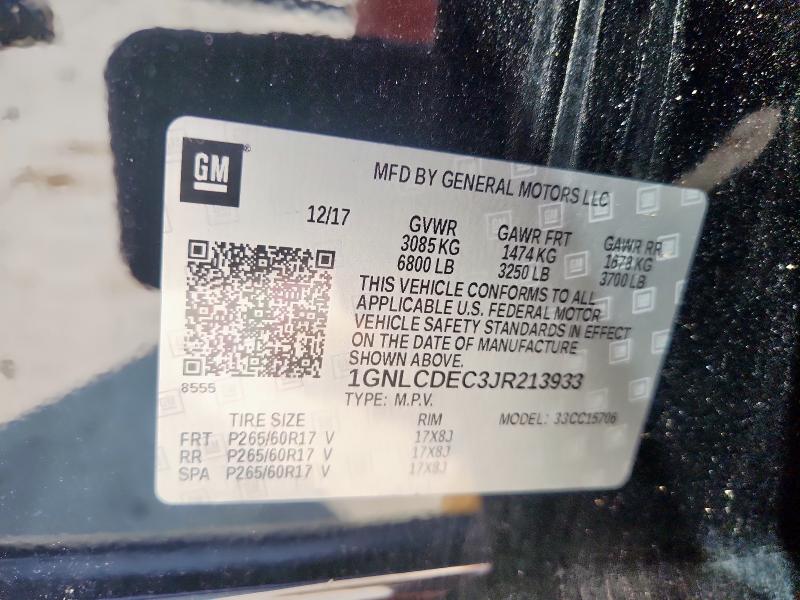 GM
MFD BY GENERAL MOTORS LLC
12/17
GVWR
3085 KG
6800 LB
GAWR FRT
1474 KG
3250 LB
GAWR RR
1678 KG
3700 LB
THIS VEHICLE CONFORMS TO ALL
APPLICABLE U.S. FEDERAL MOTOR
VEHICLE SAFETY STANDARDS IN EFFECT
ON THE DATE OF MANUFACTURE
SHOWN ABOVE.
8555
1GNLCDEC3JR213933
TYPE: M.P.V.
TIRE SIZE RIM MODEL: 33CC15706
FRT P265/60R17 V 17X8J
RR P265/60R17 V 17X8J
SPA P265/60R17 V 17X8J